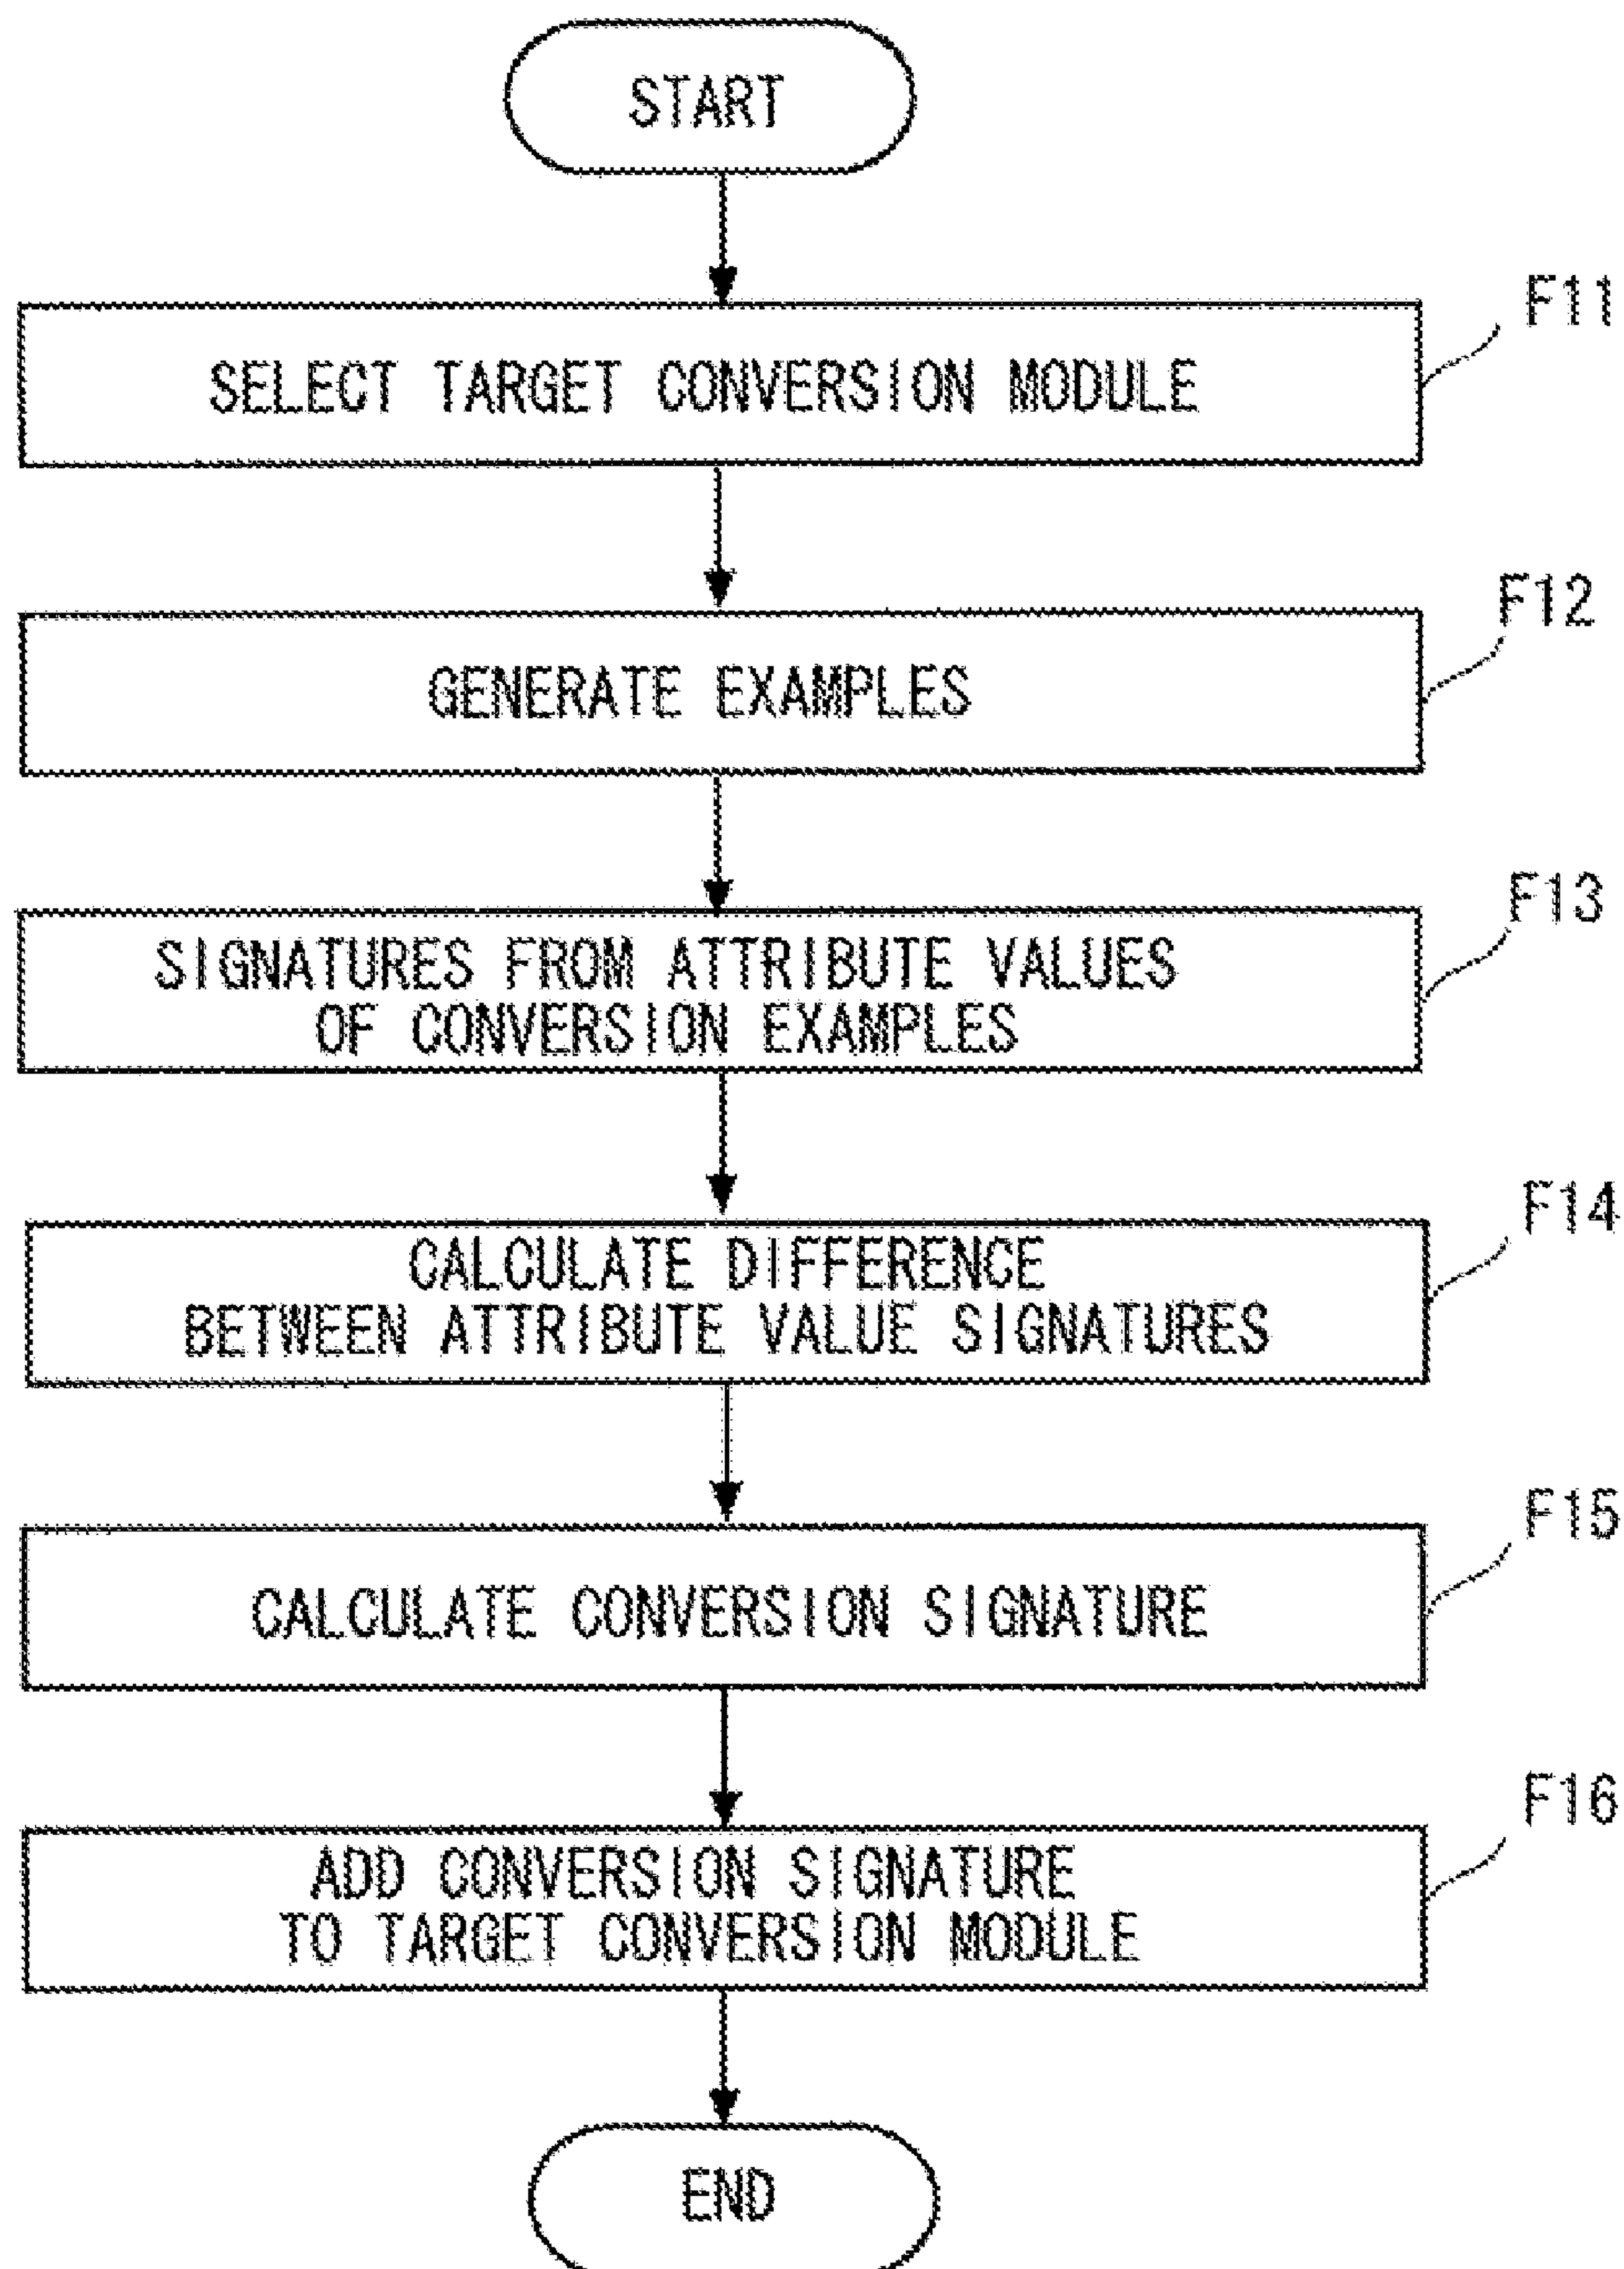 START
F11
SELECT TARGET CONVERSION MODULE
F12
GENERATE EXAMPLES
F13
SIGNATURES FROM ATTRIBUTE VALUES
OF CONVERSION EXAMPLES
F14
CALCULATE DIFFERENCE
BETWEEN ATTRIBUTE VALUE SIGNATURES
F15
CALCULATE CONVERSION SIGNATURE
F16
ADD CONVERSION SIGNATURE
TO TARGET CONVERSION MODULE
END